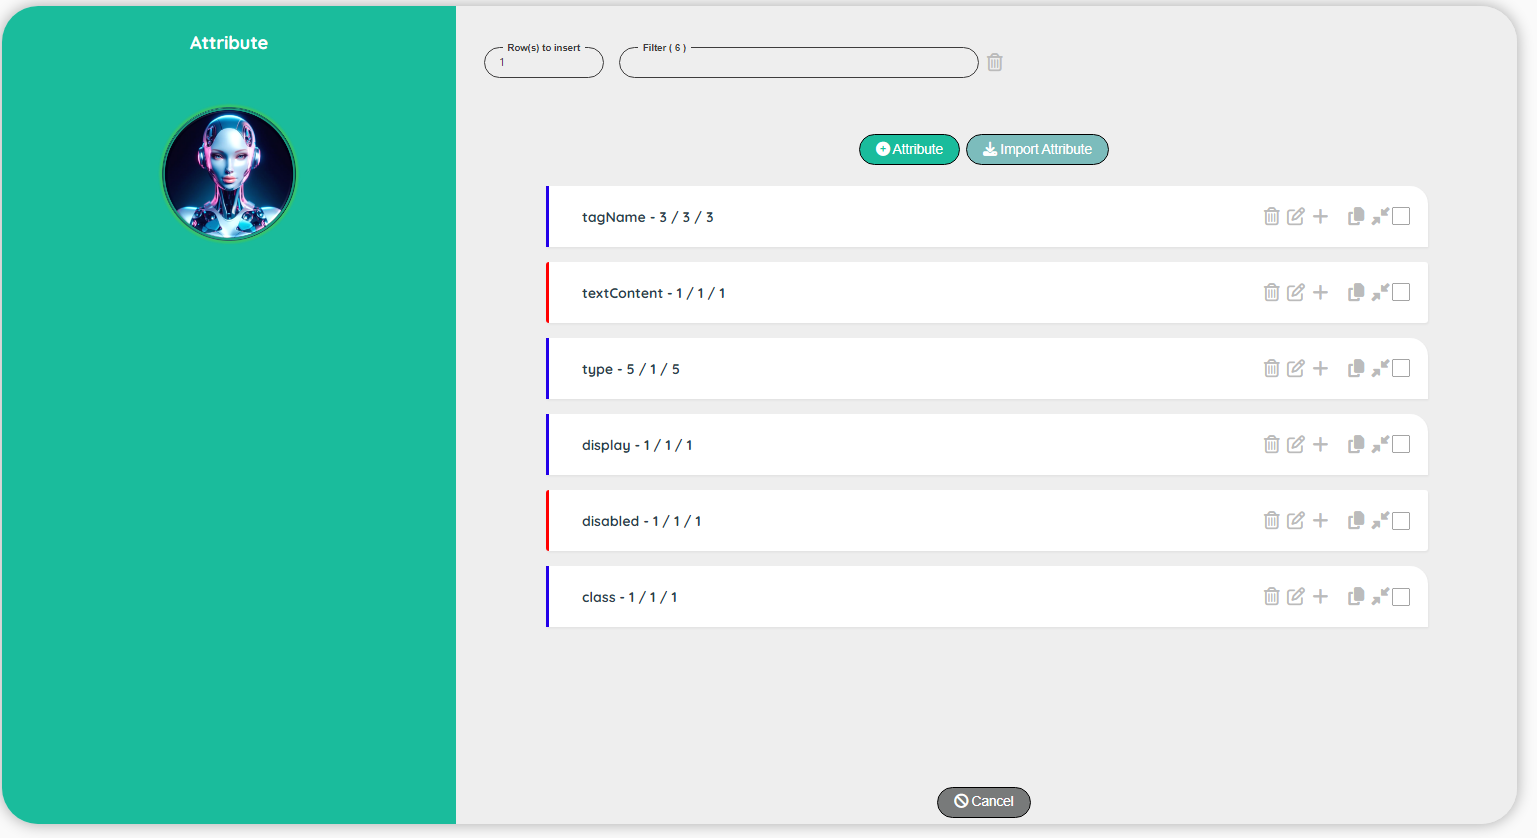 Attribute
Row(s) to insert
1
Filter ( 6 )
Attribute
Import Attribute
tagName - 3 / 3 / 3
textContent - 1 / 1 / 1
type - 5 / 1 / 5
display - 1 / 1 / 1
disabled - 1 / 1 / 1
class - 1 / 1 / 1
Cancel